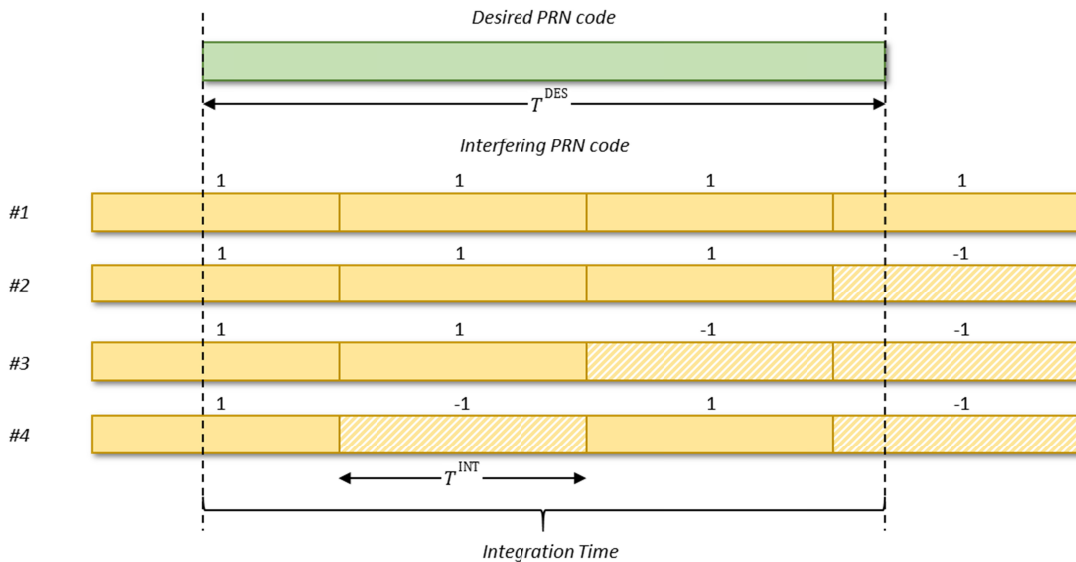 Desired PRN code
T^DES
Interfering PRN code
1 1 1 1
#1
1 1 1 -1
#2
1 1 -1 -1
#3
1 -1 1 -1
#4
T^INT
Integration Time